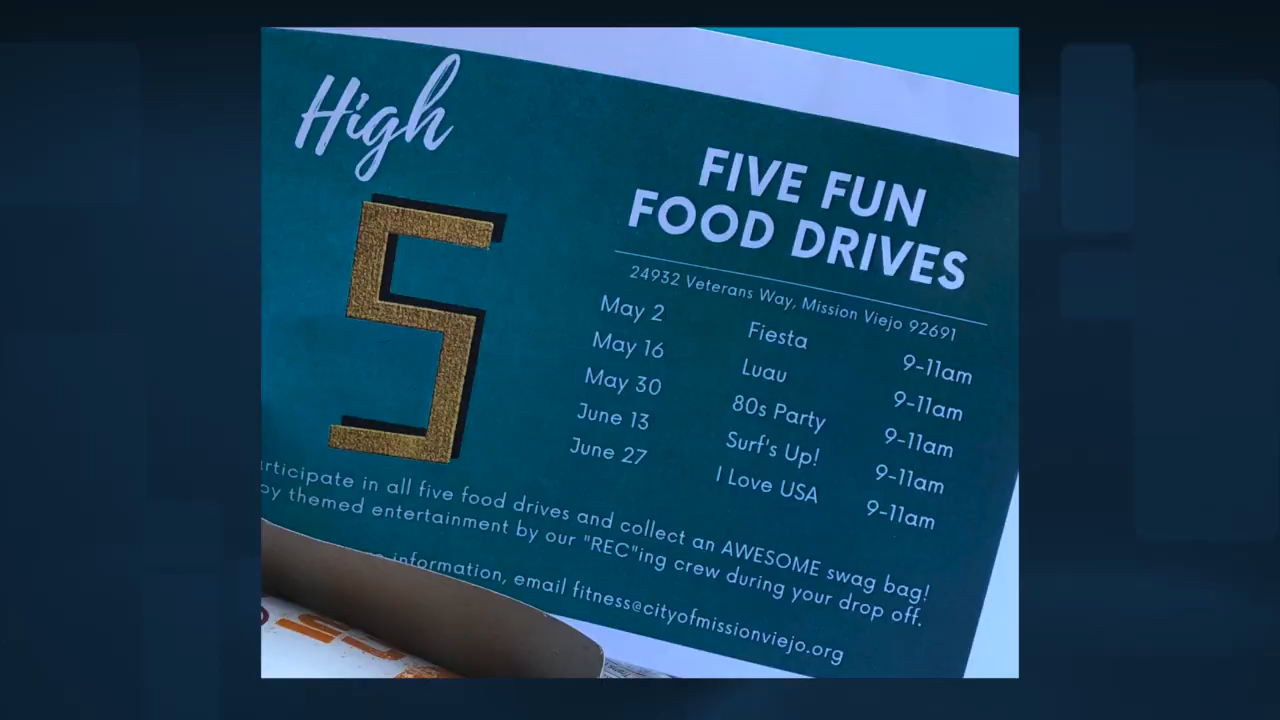 High
5
FIVE FUN
FOOD DRIVES
24932 Veterans Way, Mission Viejo 92691
May 2 Fiesta 9-11am
May 16 Luau 9-11am
May 30 80s Party 9-11am
June 13 Surf's Up! 9-11am
June 27 I Love USA 9-11am
rticipate in all five food drives and collect an AWESOME swag bag!
oy themed entertainment by our "REC"ing crew during your drop off.
information, email fitness@cityofmissionviejo.org